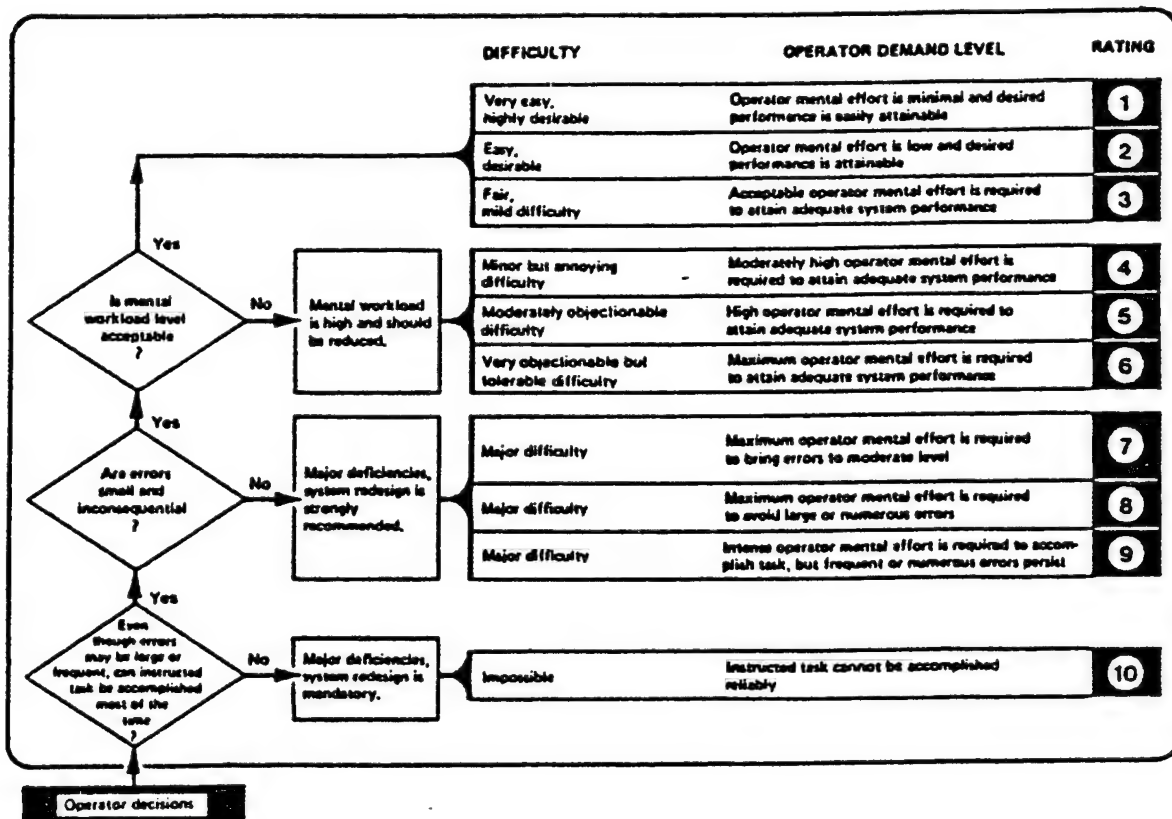 DIFFICULTY OPERATOR DEMAND LEVEL RATING
Very easy,
highly desirable
Operator mental effort is minimal and desired
performance is easily attainable
1
Easy,
desirable
Operator mental effort is low and desired
performance is attainable
2
Fair,
mild difficulty
Acceptable operator mental effort is required
to attain adequate system performance
3
Yes
Is mental
workload level
acceptable
?
No
Mental workload
is high and should
be reduced.
Minor but annoying
difficulty
Moderately high operator mental effort is
required to attain adequate system performance
4
Moderately objectionable
difficulty
High operator mental effort is required to
attain adequate system performance
5
Very objectionable but
tolerable difficulty
Maximum operator mental effort is required
to attain adequate system performance
6
Yes
Are errors
small and
inconsequential
?
No
Major deficiencies,
system redesign is
strongly
recommended.
Major difficulty
Maximum operator mental effort is required
to bring errors to moderate level
7
Major difficulty
Maximum operator mental effort is required
to avoid large or numerous errors
8
Major difficulty
Intense operator mental effort is required to accom-
plish task, but frequent or numerous errors persist
9
Yes
Even
though errors
may be large or
frequent, can instructed
task be accomplished
most of the
time
?
No
Major deficiencies,
system redesign is
mandatory.
Impossible
Instructed task cannot be accomplished
reliably
10
Operator decisions